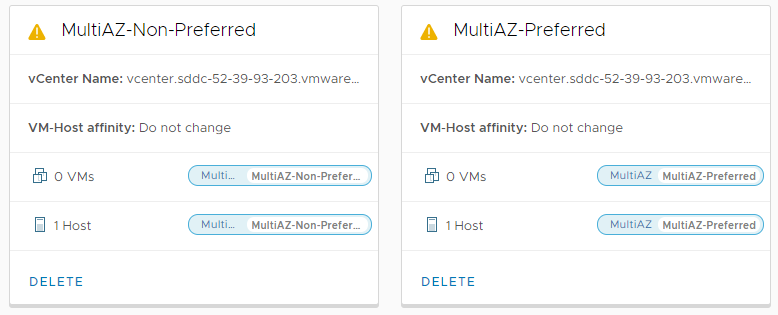 MultiAZ-Non-Preferred
vCenter Name: vcenter.sddc-52-39-93-203.vmware...
VM-Host affinity: Do not change
0 VMs Multi... MultiAZ-Non-Prefer...
1 Host Multi... MultiAZ-Non-Prefer...
DELETE
MultiAZ-Preferred
vCenter Name: vcenter.sddc-52-39-93-203.vmware...
VM-Host affinity: Do not change
0 VMs MultiAZ MultiAZ-Preferred
1 Host MultiAZ MultiAZ-Preferred
DELETE